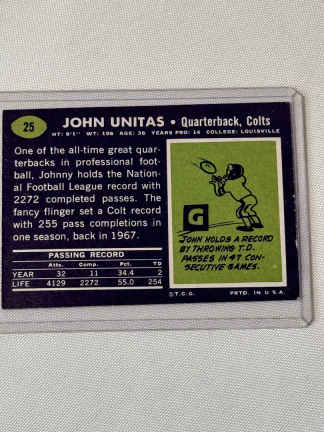 25
JOHN UNITAS • Quarterback, Colts
HT: 6'1" WT: 196 AGE: 36 YEARS PRO: 14 COLLEGE: LOUISVILLE
One of the all-time great quar-
terbacks in professional foot-
ball, Johnny holds the Nation-
al Football League record with
2272 completed passes. The
fancy flinger set a Colt record
with 255 pass completions in
one season, back in 1967.
PASSING RECORD
Atts. Comp. Pct. T.D.
YEAR 32 11 34.4 2
LIFE 4129 2272 55.0 254
G
JOHN HOLDS A RECORD
BY THROWING T.D.
PASSES IN 47 CON-
SECUTIVE GAMES.
©T.C.G. PRTD. IN U.S.A.